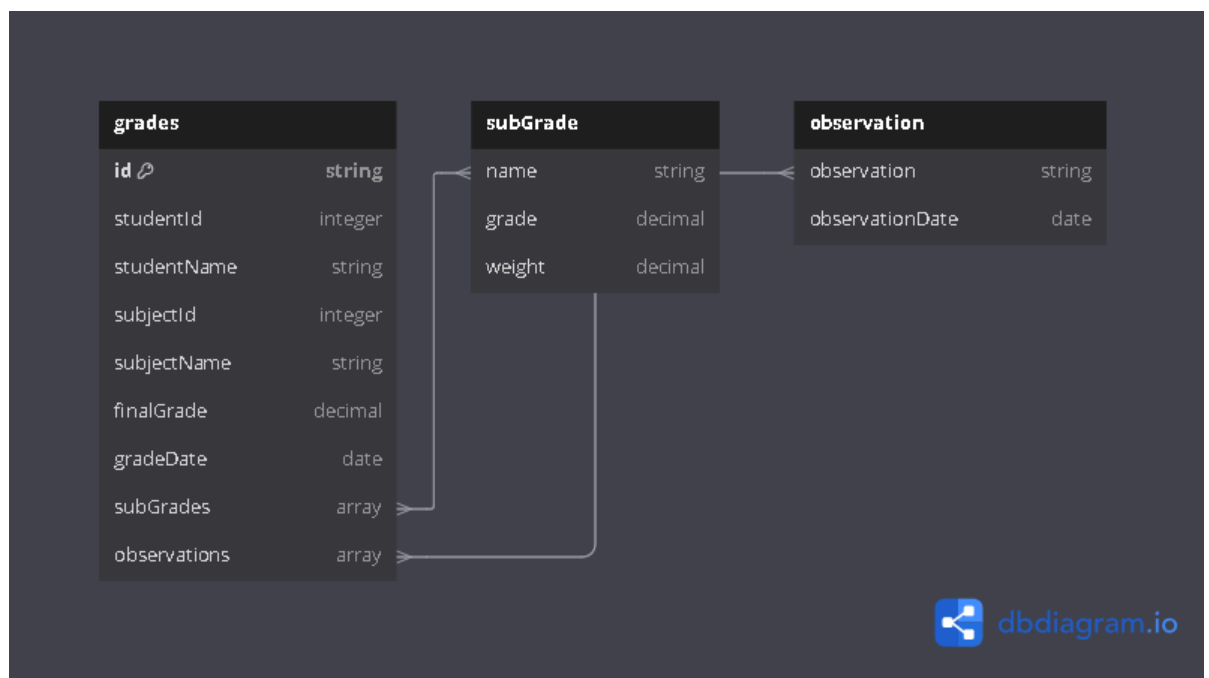 grades
id string
studentId integer
studentName string
subjectId integer
subjectName string
finalGrade decimal
gradeDate date
subGrades array
observations array
subGrade
name string
grade decimal
weight decimal
observation
observation string
observationDate date
dbdiagram.io